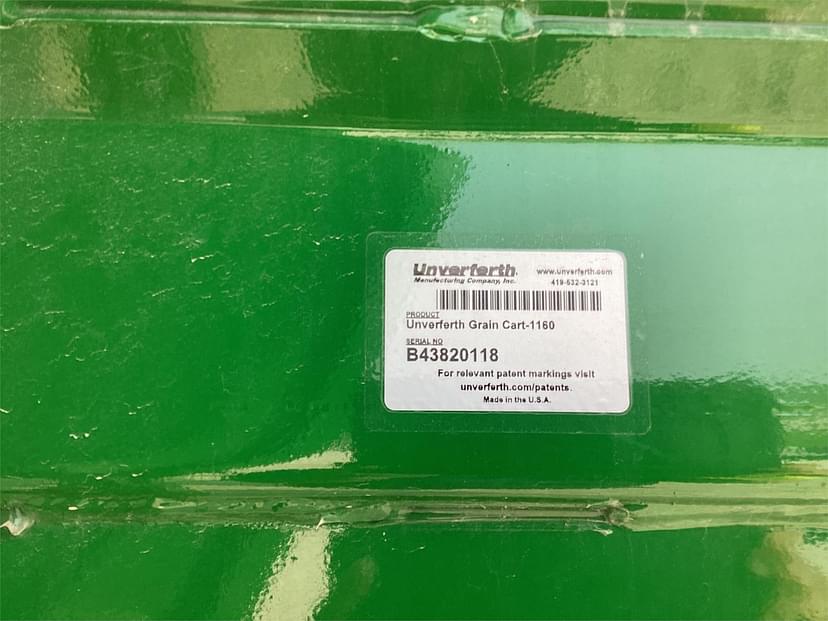 Unverferth www.unverferth.com
Manufacturing Company, Inc. 419-532-3121
PRODUCT
Unverferth Grain Cart-1160
SERIAL NO
B43820118
For relevant patent markings visit
unverferth.com/patents.
Made in the U.S.A.